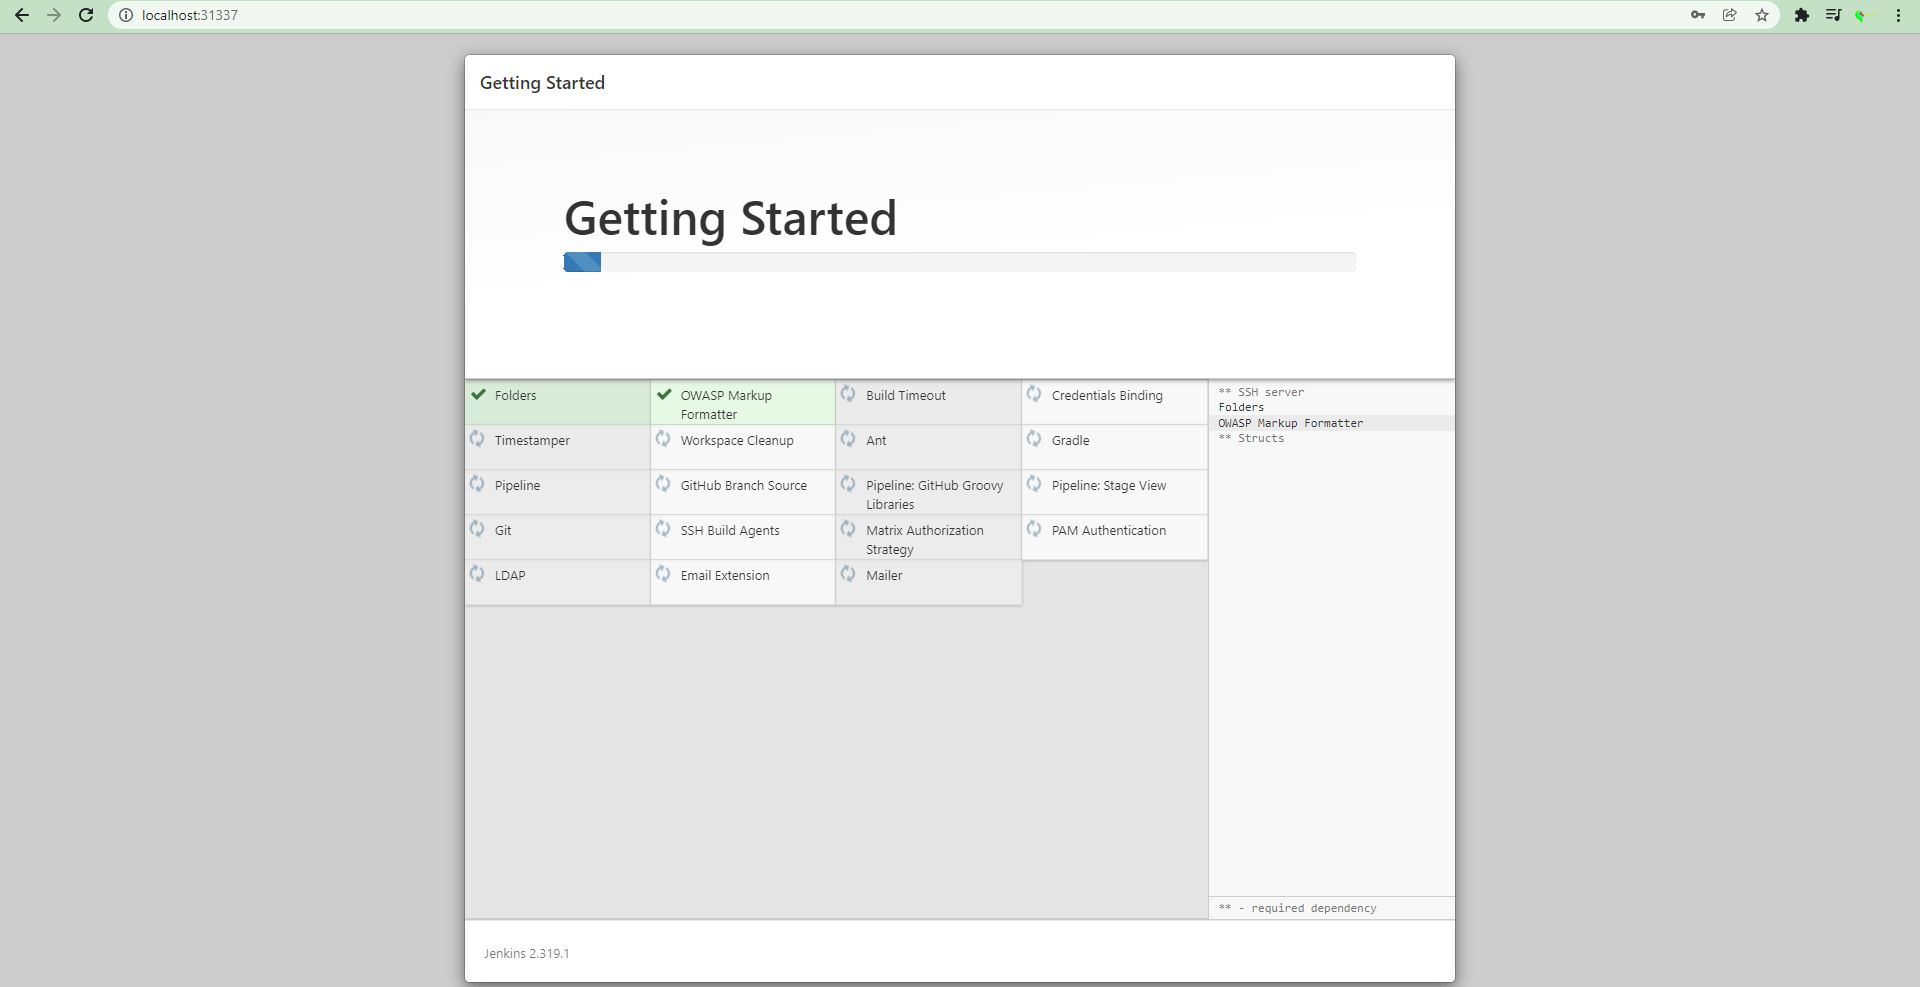 localhost:31337
Getting Started
Getting Started
Folders
OWASP Markup
Formatter
Build Timeout
Credentials Binding
Timestamper
Workspace Cleanup
Ant
Gradle
Pipeline
GitHub Branch Source
Pipeline: GitHub Groovy
Libraries
Pipeline: Stage View
Git
SSH Build Agents
Matrix Authorization
Strategy
PAM Authentication
LDAP
Email Extension
Mailer
** SSH server
Folders
OWASP Markup Formatter
** Structs
** - required dependency
Jenkins 2.319.1